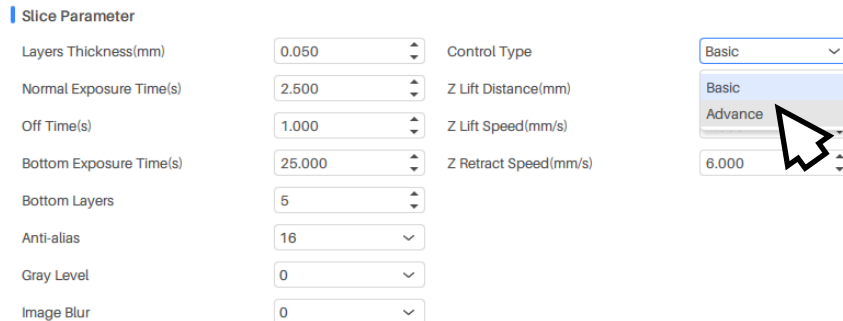 Slice Parameter
Layers Thickness(mm) 0.050 Control Type Basic
Normal Exposure Time(s) 2.500 Z Lift Distance(mm) Basic
Off Time(s) 1.000 Z Lift Speed(mm/s) Advance
Bottom Exposure Time(s) 25.000 Z Retract Speed(mm/s) 6.000
Bottom Layers 5
Anti-alias 16
Gray Level 0
Image Blur 0